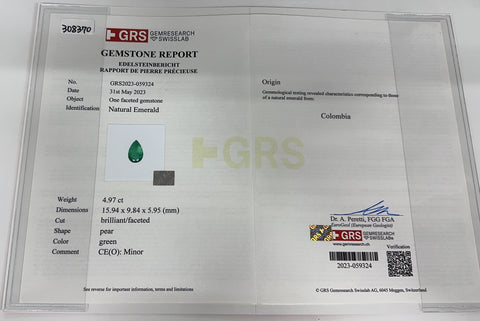 308370
GRS GEMRESEARCH SWISSLAB
GEMSTONE REPORT
EDELSTEINBERICHT
RAPPORT DE PIERRE PRÉCIEUSE
No. GRS2023-059324
Date 31st May 2023
Object One faceted gemstone
Identification Natural Emerald
GRS
Weight 4.97 ct
Dimensions 15.94 x 9.84 x 5.95 (mm)
Cut brilliant/faceted
Shape pear
Color green
Comment CE(O): Minor
See reverse for important information, terms and limitations
Origin
Gemmological testing revealed characteristics corresponding to those
of a natural emerald from:
Colombia
Dr. A. Peretti, FGG FGA
EuroGeol (European Geologist)
GRS GEMRESEARCH SWISSLAB
www.gemresearch.ch
2023-059324
Verification
© GRS Gemresearch Swisslab AG, 6045 Meggen, Switzerland